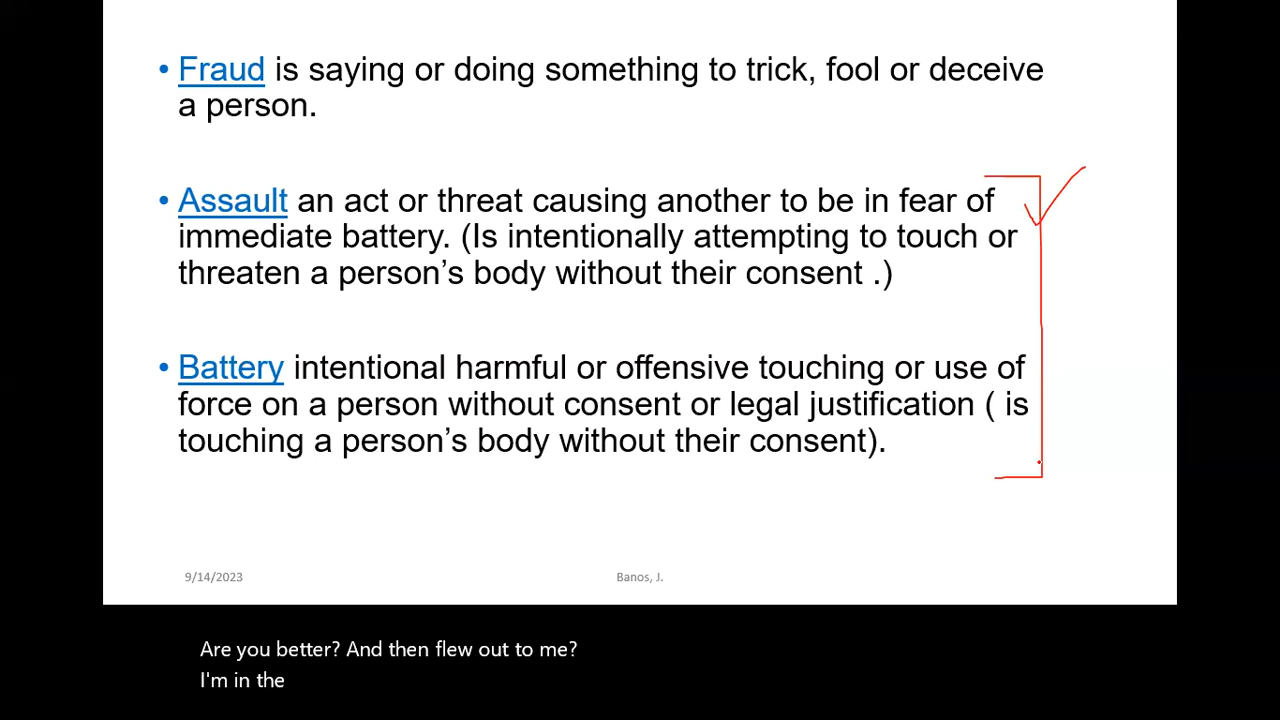 • Fraud is saying or doing something to trick, fool or deceive
a person.
• Assault an act or threat causing another to be in fear of
immediate battery. (Is intentionally attempting to touch or
threaten a person’s body without their consent .)
• Battery intentional harmful or offensive touching or use of
force on a person without consent or legal justification ( is
touching a person’s body without their consent).
9/14/2023 Banos, J.
Are you better? And then flew out to me?
I'm in the